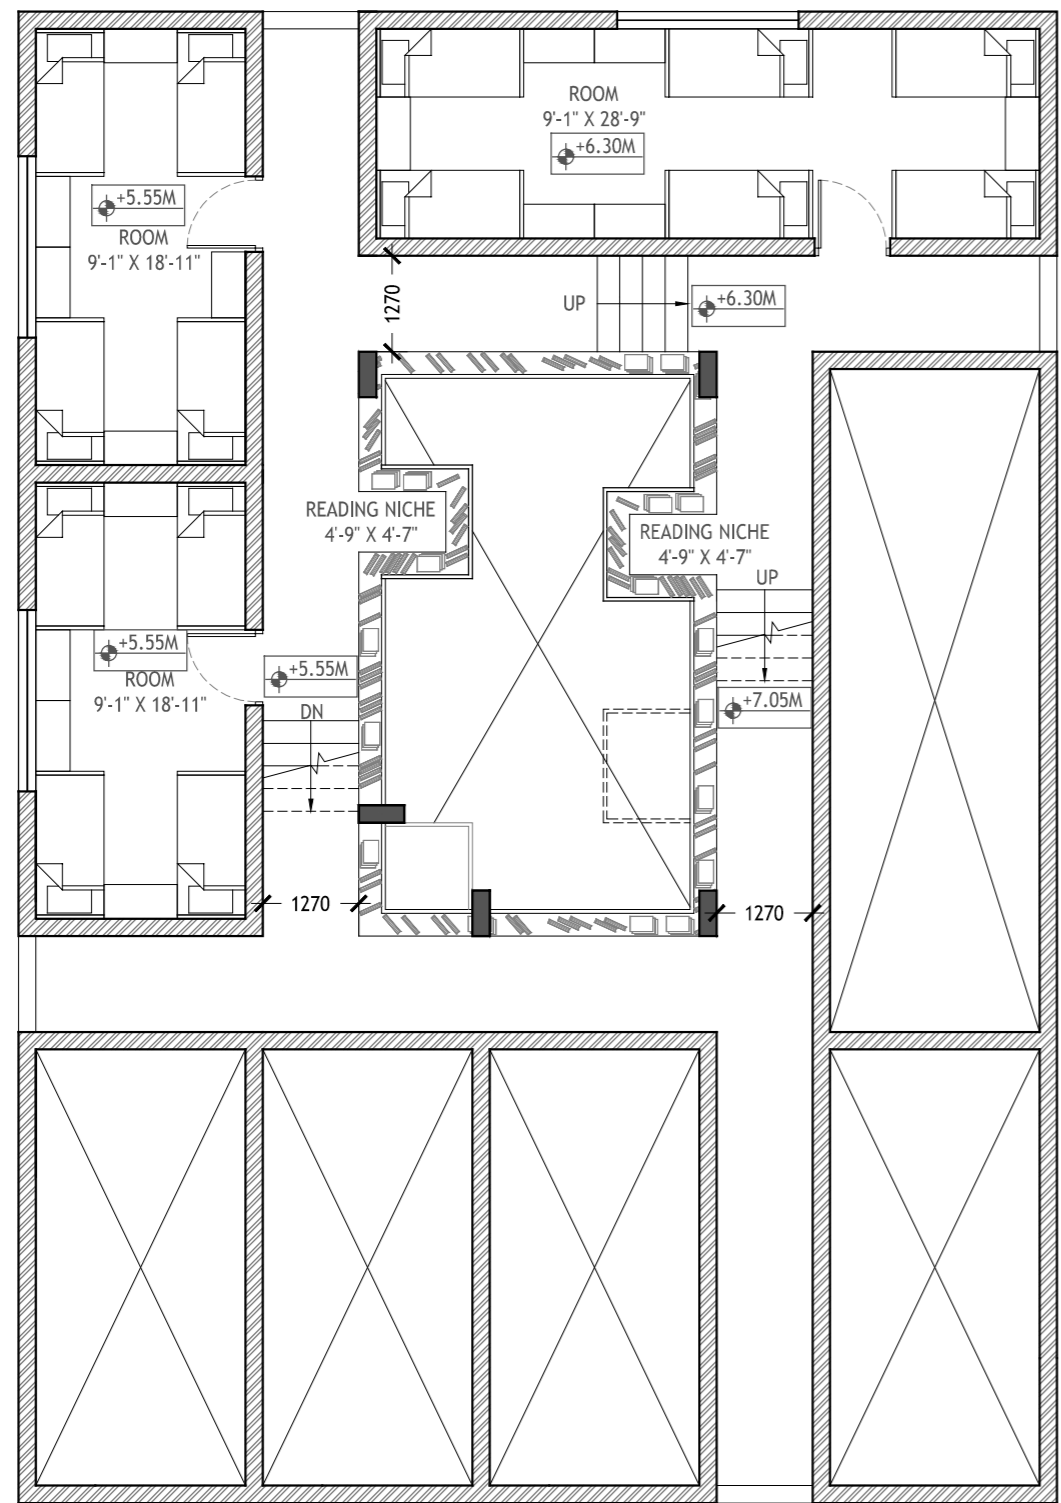 ROOM
9'-1" X 28'-9"
+6.30M
+5.55M
ROOM
9'-1" X 18'-11"
1270
UP
+6.30M
READING NICHE
4'-9" X 4'-7"
READING NICHE
4'-9" X 4'-7"
UP
+5.55M
ROOM
9'-1" X 18'-11"
+5.55M
DN
+7.05M
1270
1270